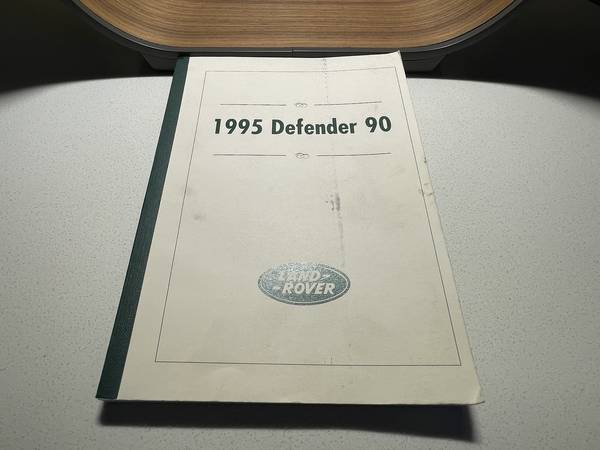 1995 Defender 90
LAND-
-ROVER